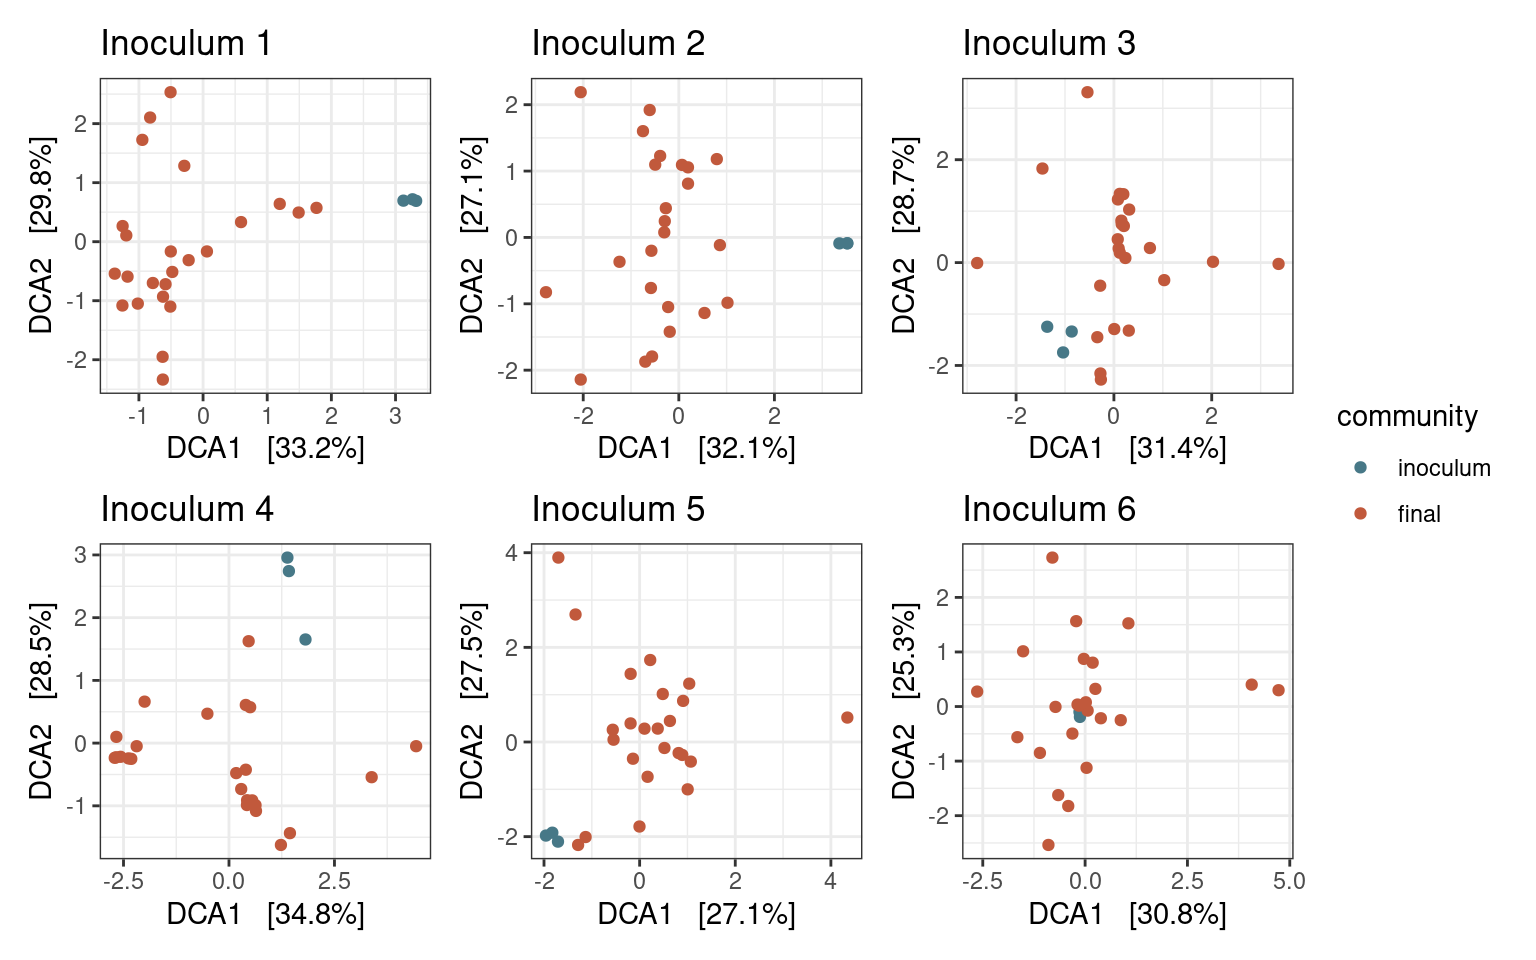 Inoculum 1
2
1
0
-1
-2
DCA2 [29.8%]
-1 0 1 2 3
DCA1 [33.2%]
Inoculum 2
2
1
0
-1
-2
DCA2 [27.1%]
-2 0 2
DCA1 [32.1%]
Inoculum 3
2
0
-2
DCA2 [28.7%]
-2 0 2
DCA1 [31.4%]
Inoculum 4
3
2
1
0
-1
DCA2 [28.5%]
-2.5 0.0 2.5
DCA1 [34.8%]
Inoculum 5
4
2
0
-2
DCA2 [27.5%]
-2 0 2 4
DCA1 [27.1%]
Inoculum 6
2
1
0
-1
-2
DCA2 [25.3%]
-2.5 0.0 2.5 5.0
DCA1 [30.8%]
community
inoculum
final